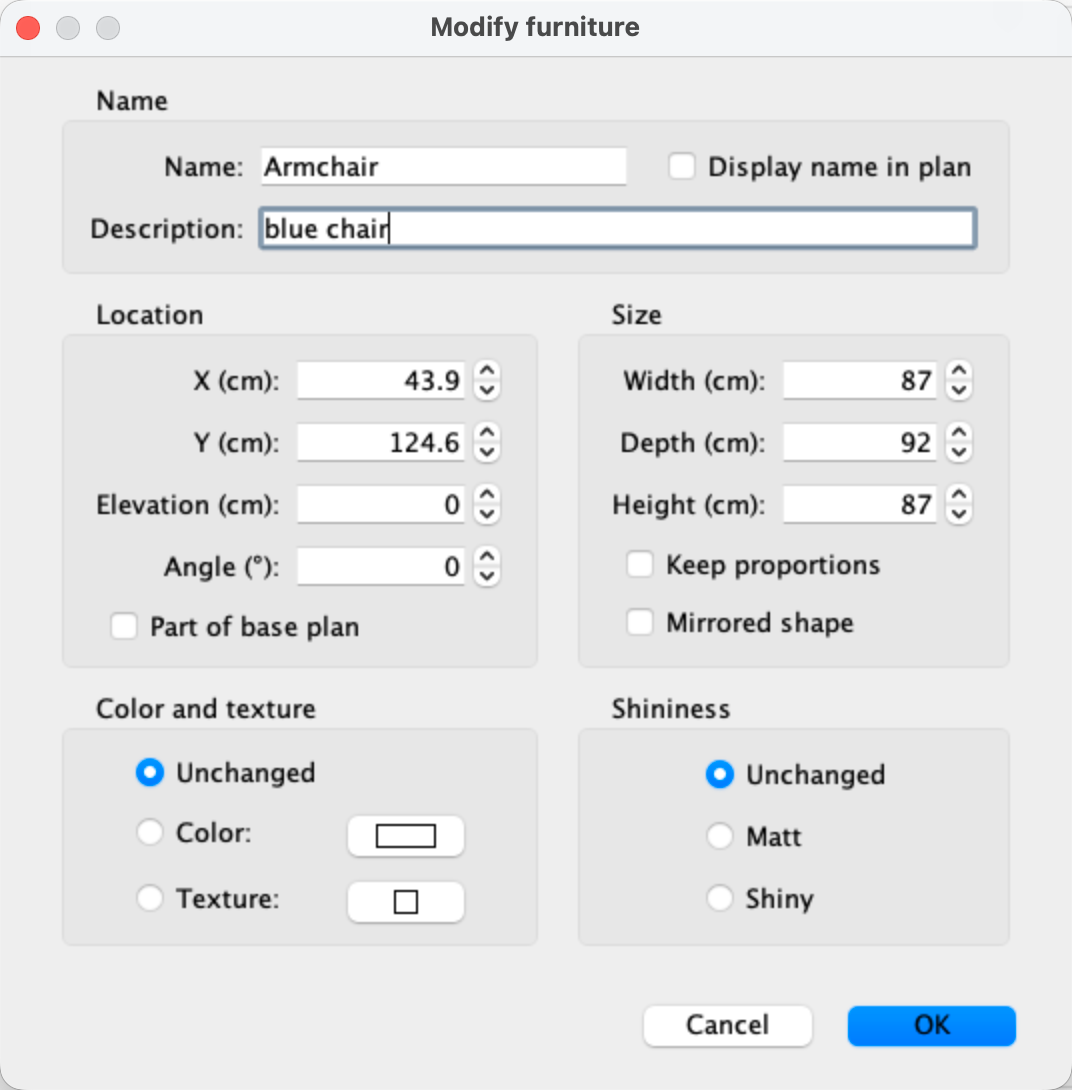 Modify furniture
Name
Name: Armchair Display name in plan
Description: blue chair
Location
X (cm): 43.9
Y (cm): 124.6
Elevation (cm): 0
Angle (°): 0
Part of base plan
Size
Width (cm): 87
Depth (cm): 92
Height (cm): 87
Keep proportions
Mirrored shape
Color and texture
Unchanged
Color:
Texture:
Shininess
Unchanged
Matt
Shiny
Cancel OK